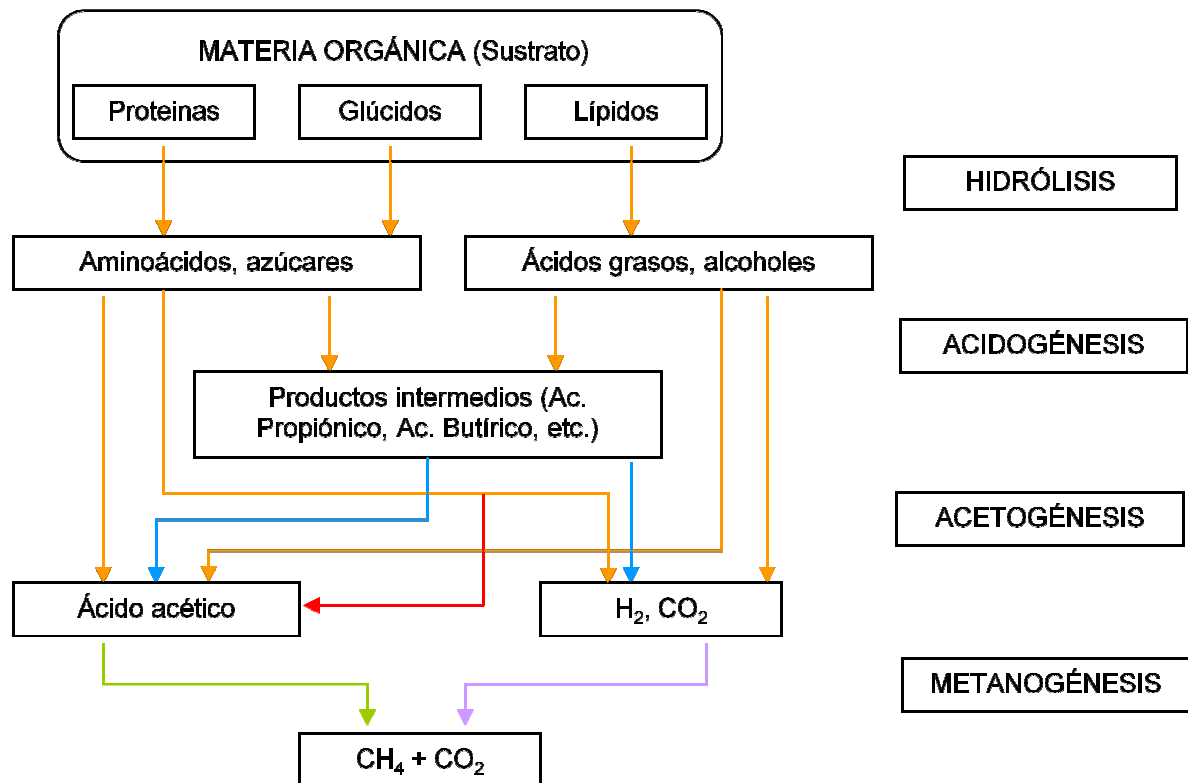 MATERIA ORGÁNICA (Sustrato)
Proteinas
Glúcidos
Lípidos
HIDRÓLISIS
Aminoácidos, azúcares
Ácidos grasos, alcoholes
ACIDOGÉNESIS
Productos intermedios (Ac.
Propiónico, Ac. Butírico, etc.)
ACETOGÉNESIS
Ácido acético
H₂, CO₂
METANOGÉNESIS
CH₄ + CO₂